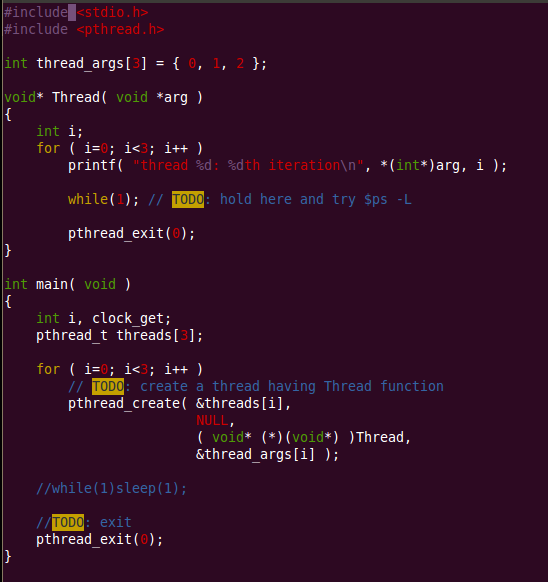 #include <stdio.h>
#include <pthread.h>

int thread_args[3] = { 0, 1, 2 };

void* Thread( void *arg )
{
    int i;
    for ( i=0; i<3; i++ )
        printf( "thread %d: %dth iteration\n", *(int*)arg, i );

        while(1); // TODO: hold here and try $ps -L

        pthread_exit(0);
}

int main( void )
{
    int i, clock_get;
    pthread_t threads[3];

    for ( i=0; i<3; i++ )
        // TODO: create a thread having Thread function
        pthread_create( &threads[i],
                        NULL,
                        ( void* (*)(void*) )Thread,
                        &thread_args[i] );

    //while(1)sleep(1);

    //TODO: exit
    pthread_exit(0);
}